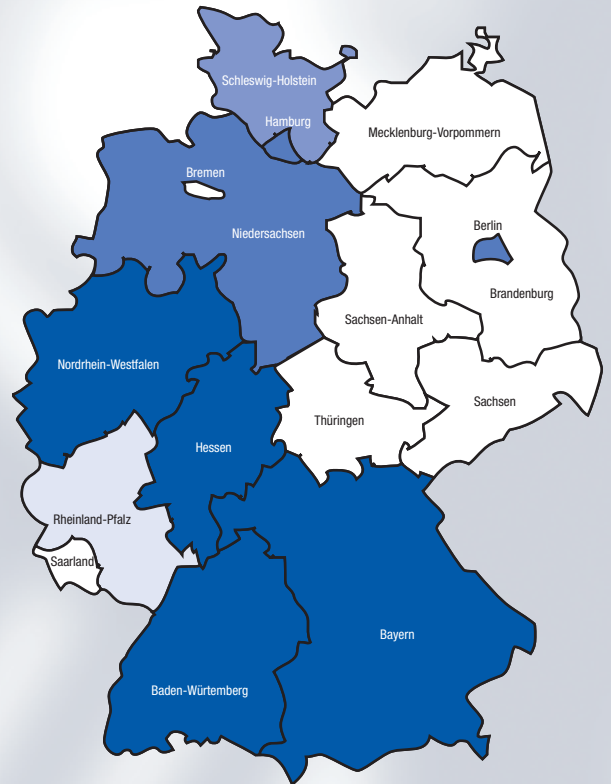 Schleswig-Holstein
Hamburg
Mecklenburg-Vorpommern
Bremen
Niedersachsen
Berlin
Brandenburg
Sachsen-Anhalt
Nordrhein-Westfalen
Sachsen
Thüringen
Hessen
Rheinland-Pfalz
Saarland
Bayern
Baden-Würtemberg